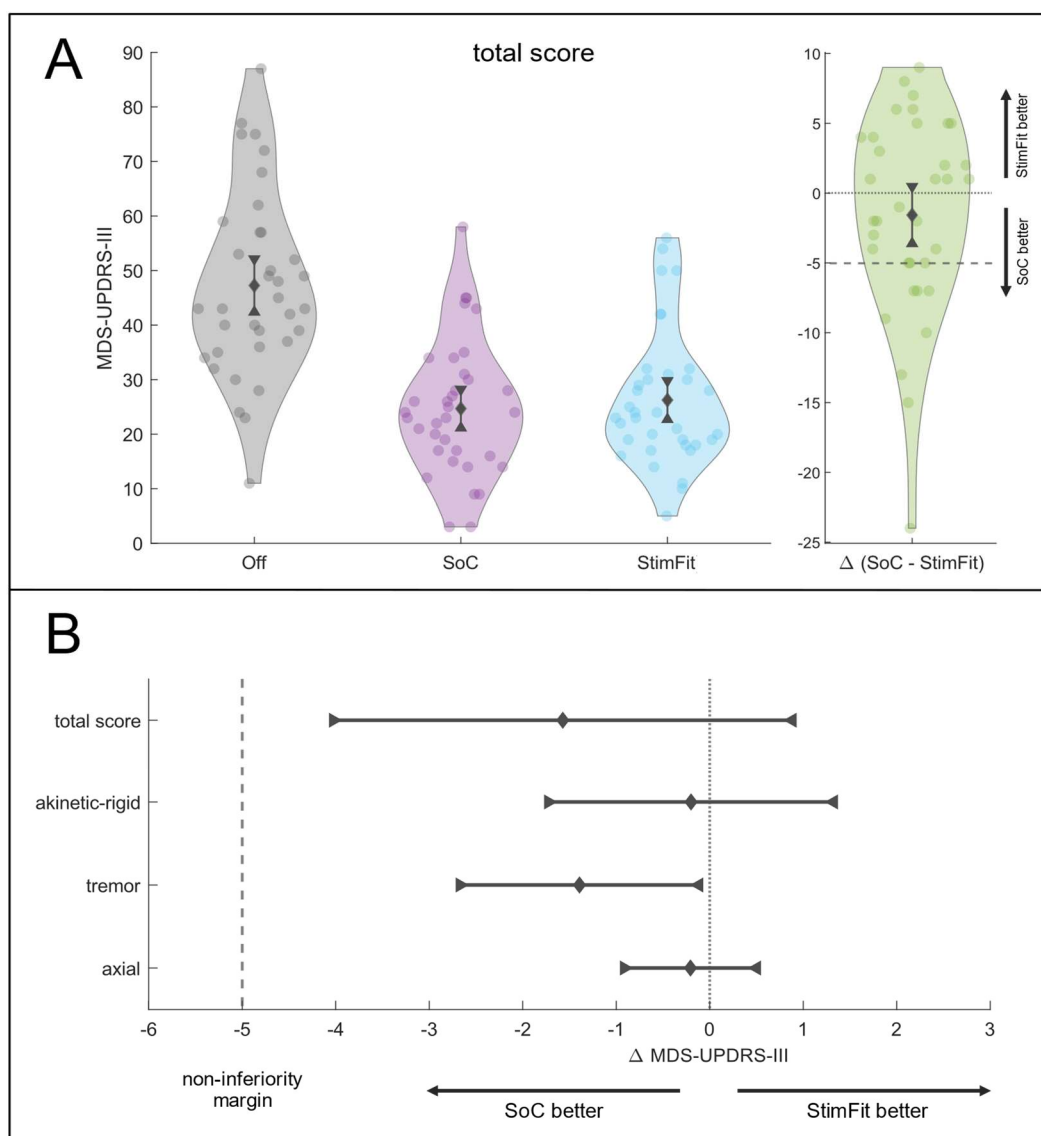 A
total score
MDS-UPDRS-III
90
80
70
60
50
40
30
20
10
0
Off
SoC
StimFit
10
5
0
-5
-10
-15
-20
-25
Δ (SoC - StimFit)
StimFit better
SoC better
B
total score
akinetic-rigid
tremor
axial
-6
-5
-4
-3
-2
-1
0
1
2
3
Δ MDS-UPDRS-III
non-inferiority
margin
SoC better
StimFit better